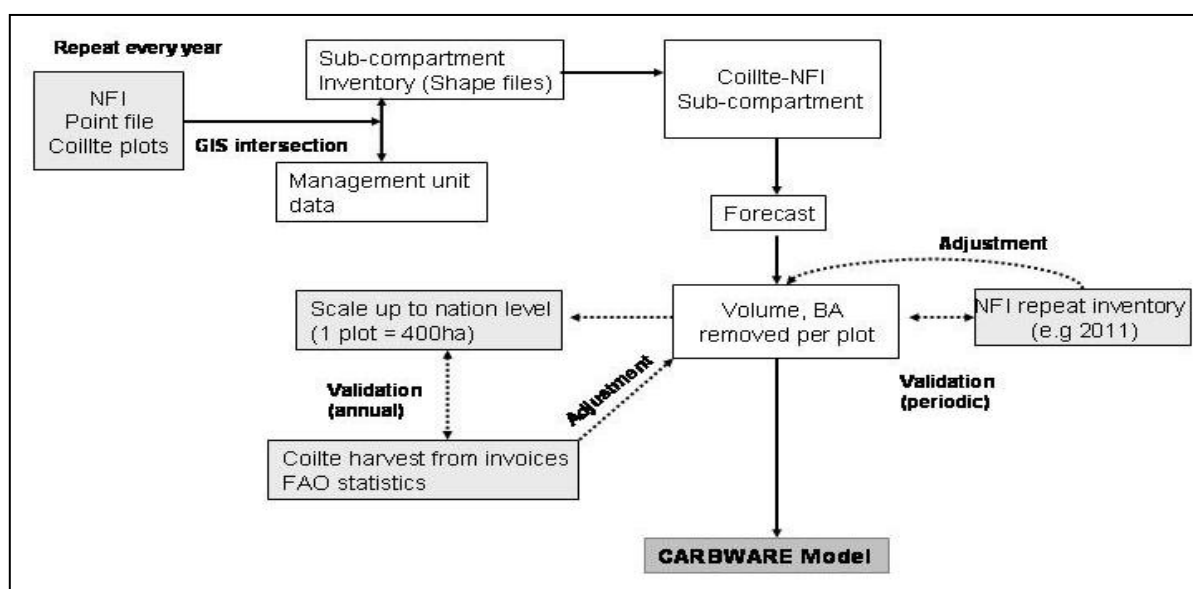 Repeat every year
NFI
Point file
Coillte plots
GIS intersection
Sub-compartment
Inventory (Shape files)
Management unit
data
Coillte-NFI
Sub-compartment
Forecast
Adjustment
Scale up to nation level
(1 plot = 400ha)
Volume, BA
removed per plot
NFI repeat inventory
(e.g 2011)
Validation
(annual)
Adjustment
Validation
(periodic)
Coilte harvest from invoices
FAO statistics
CARBWARE Model